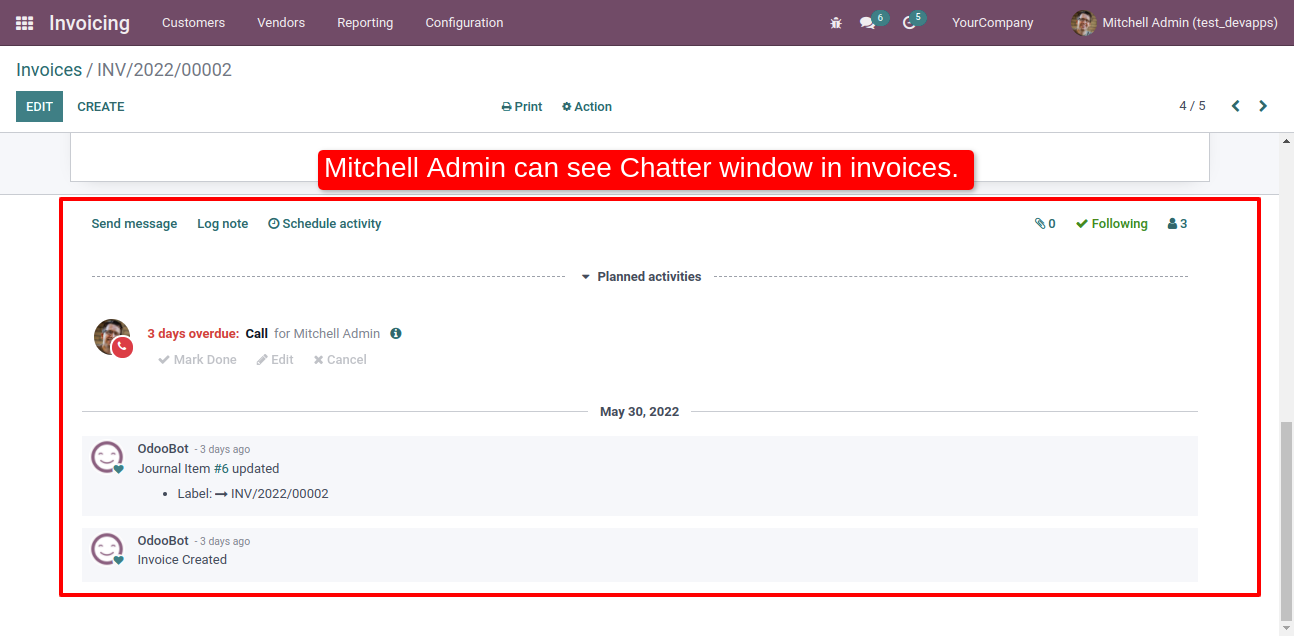 Invoicing Customers Vendors Reporting Configuration 6 5 YourCompany Mitchell Admin (test_devapps)
Invoices / INV/2022/00002
EDIT CREATE Print Action 4 / 5
Mitchell Admin can see Chatter window in invoices.
Send message Log note Schedule activity 0 Following 3
Planned activities
3 days overdue: Call for Mitchell Admin
Mark Done Edit Cancel
May 30, 2022
OdooBot - 3 days ago
Journal Item #6 updated
• Label: → INV/2022/00002
OdooBot - 3 days ago
Invoice Created